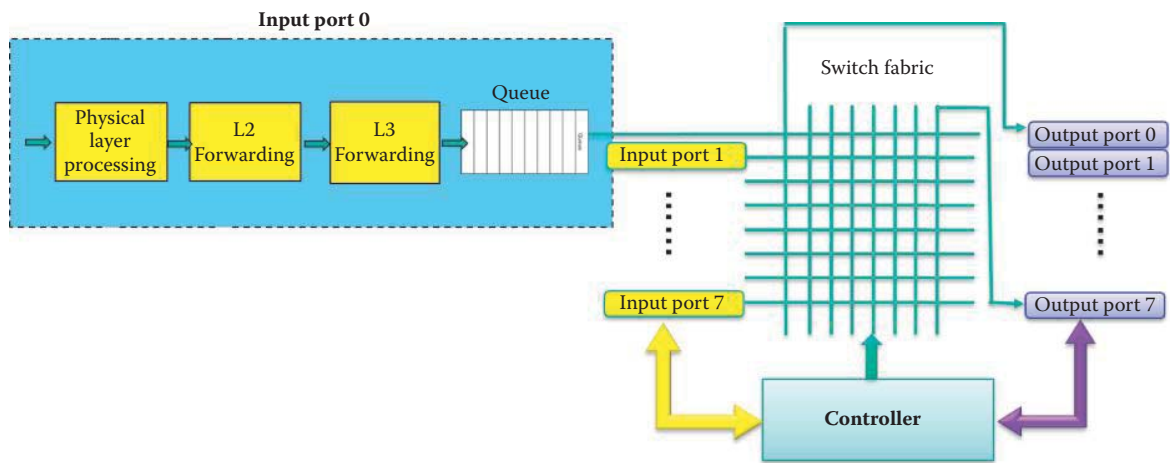 Input port 0
Physical
layer
processing
L2
Forwarding
L3
Forwarding
Queue
Queue
Switch fabric
Input port 1
Input port 7
Output port 0
Output port 1
Output port 7
Controller